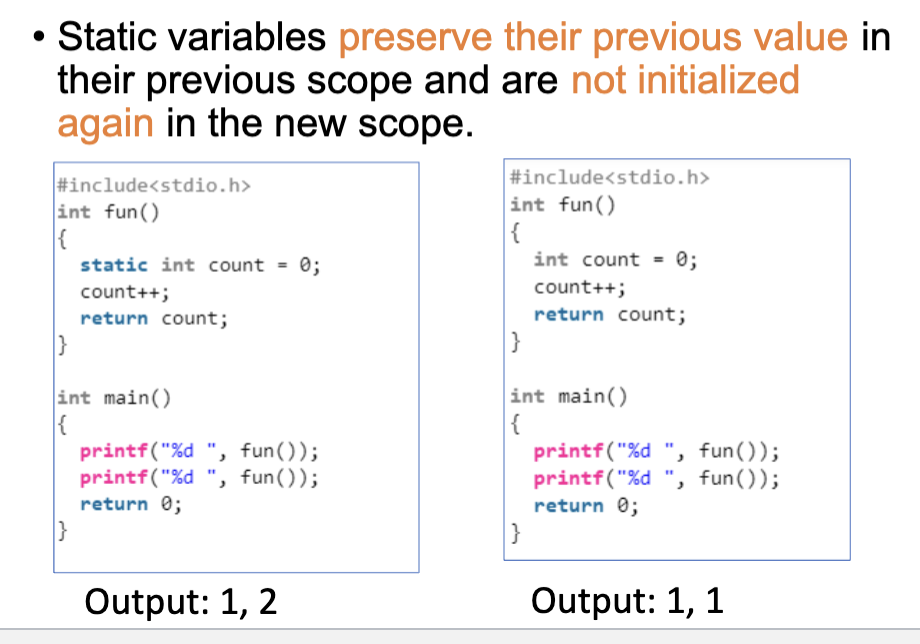 • Static variables preserve their previous value in
their previous scope and are not initialized
again in the new scope.
#include<stdio.h>
int fun()
{
  static int count = 0;
  count++;
  return count;
}

int main()
{
  printf("%d ", fun());
  printf("%d ", fun());
  return 0;
}
Output: 1, 2
#include<stdio.h>
int fun()
{
  int count = 0;
  count++;
  return count;
}

int main()
{
  printf("%d ", fun());
  printf("%d ", fun());
  return 0;
}
Output: 1, 1